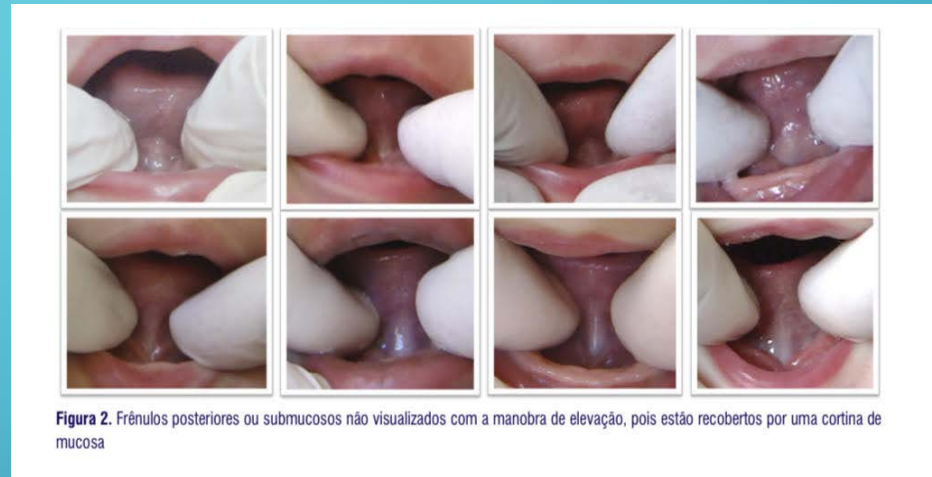 Figura 2. Frênulos posteriores ou submucosos não visualizados com a manobra de elevação, pois estão recobertos por uma cortina de
mucosa